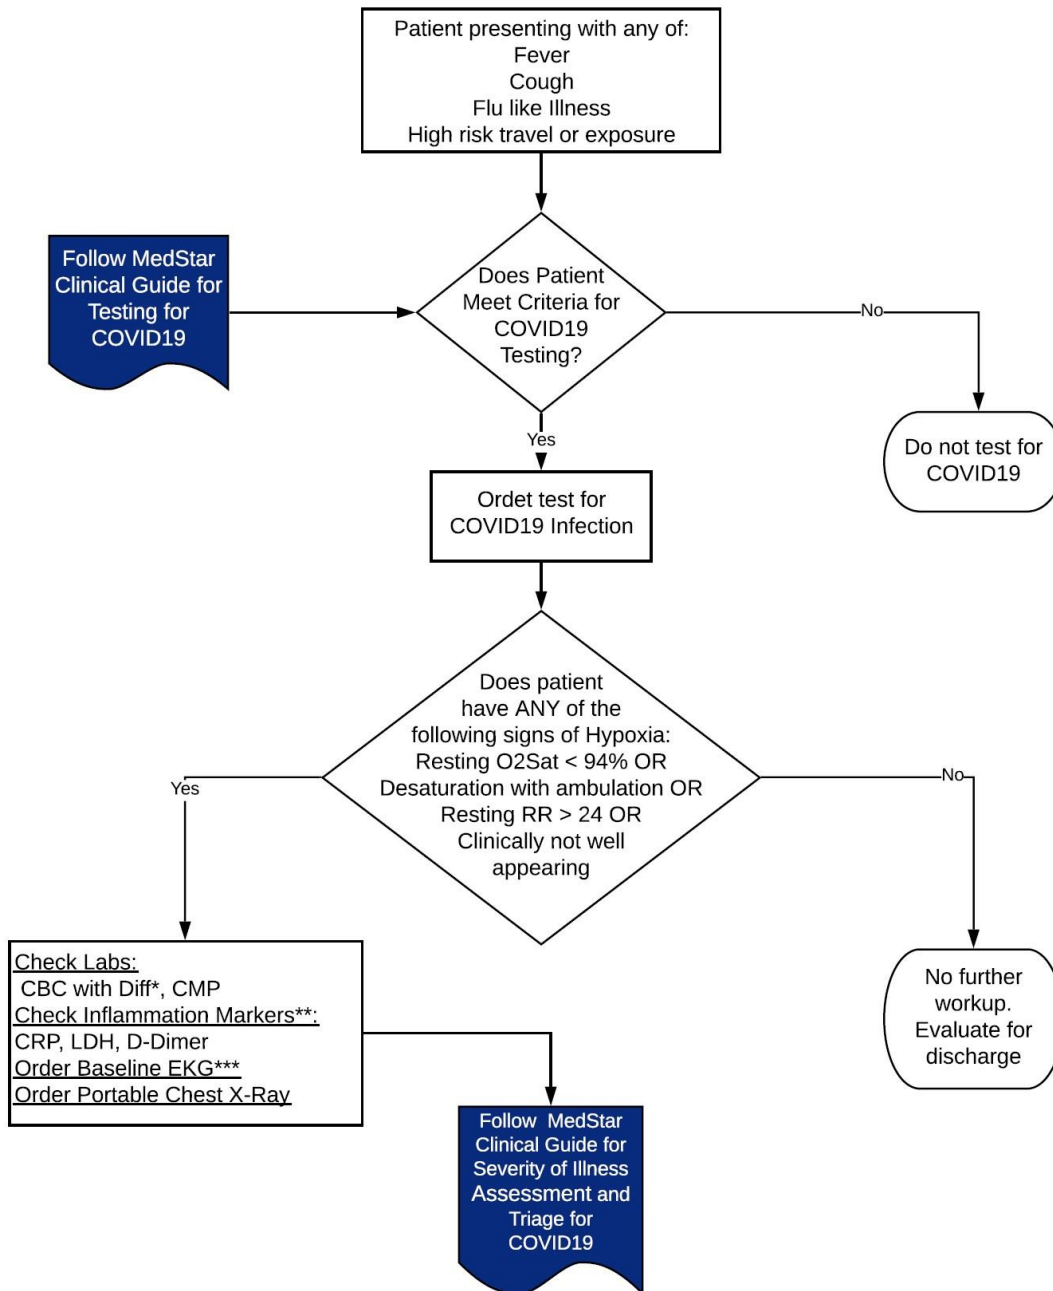 Patient presenting with any of:
Fever
Cough
Flu like Illness
High risk travel or exposure
Follow MedStar
Clinical Guide for
Testing for
COVID19
Does Patient
Meet Criteria for
COVID19
Testing?
No
Do not test for
COVID19
Yes
Ordet test for
COVID19 Infection
Does patient
have ANY of the
following signs of Hypoxia:
Resting O2Sat < 94% OR
Desaturation with ambulation OR
Resting RR > 24 OR
Clinically not well
appearing
Yes
No
Check Labs:
CBC with Diff*, CMP
Check Inflammation Markers**:
CRP, LDH, D-Dimer
Order Baseline EKG***
Order Portable Chest X-Ray
No further
workup.
Evaluate for
discharge
Follow MedStar
Clinical Guide for
Severity of Illness
Assessment and
Triage for
COVID19